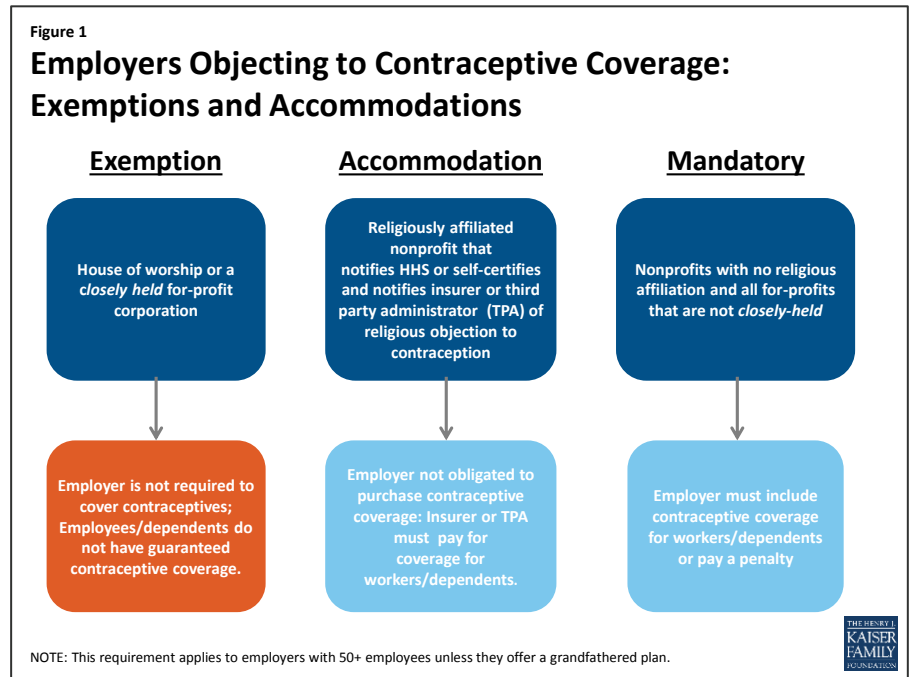 Figure 1
Employers Objecting to Contraceptive Coverage:
Exemptions and Accommodations
Exemption
Accommodation
Mandatory
House of worship or a
closely held for-profit
corporation
Religiously affiliated
nonprofit that
notifies HHS or self-certifies
and notifies insurer or third
party administrator (TPA) of
religious objection to
contraception
Nonprofits with no religious
affiliation and all for-profits
that are not closely-held
Employer is not required to
cover contraceptives;
Employees/dependents do
not have guaranteed
contraceptive coverage.
Employer not obligated to
purchase contraceptive
coverage: Insurer or TPA
must pay for
coverage for
workers/dependents.
Employer must include
contraceptive coverage
for workers/dependents
or pay a penalty
NOTE: This requirement applies to employers with 50+ employees unless they offer a grandfathered plan.
THE HENRY J.
KAISER
FAMILY
FOUNDATION